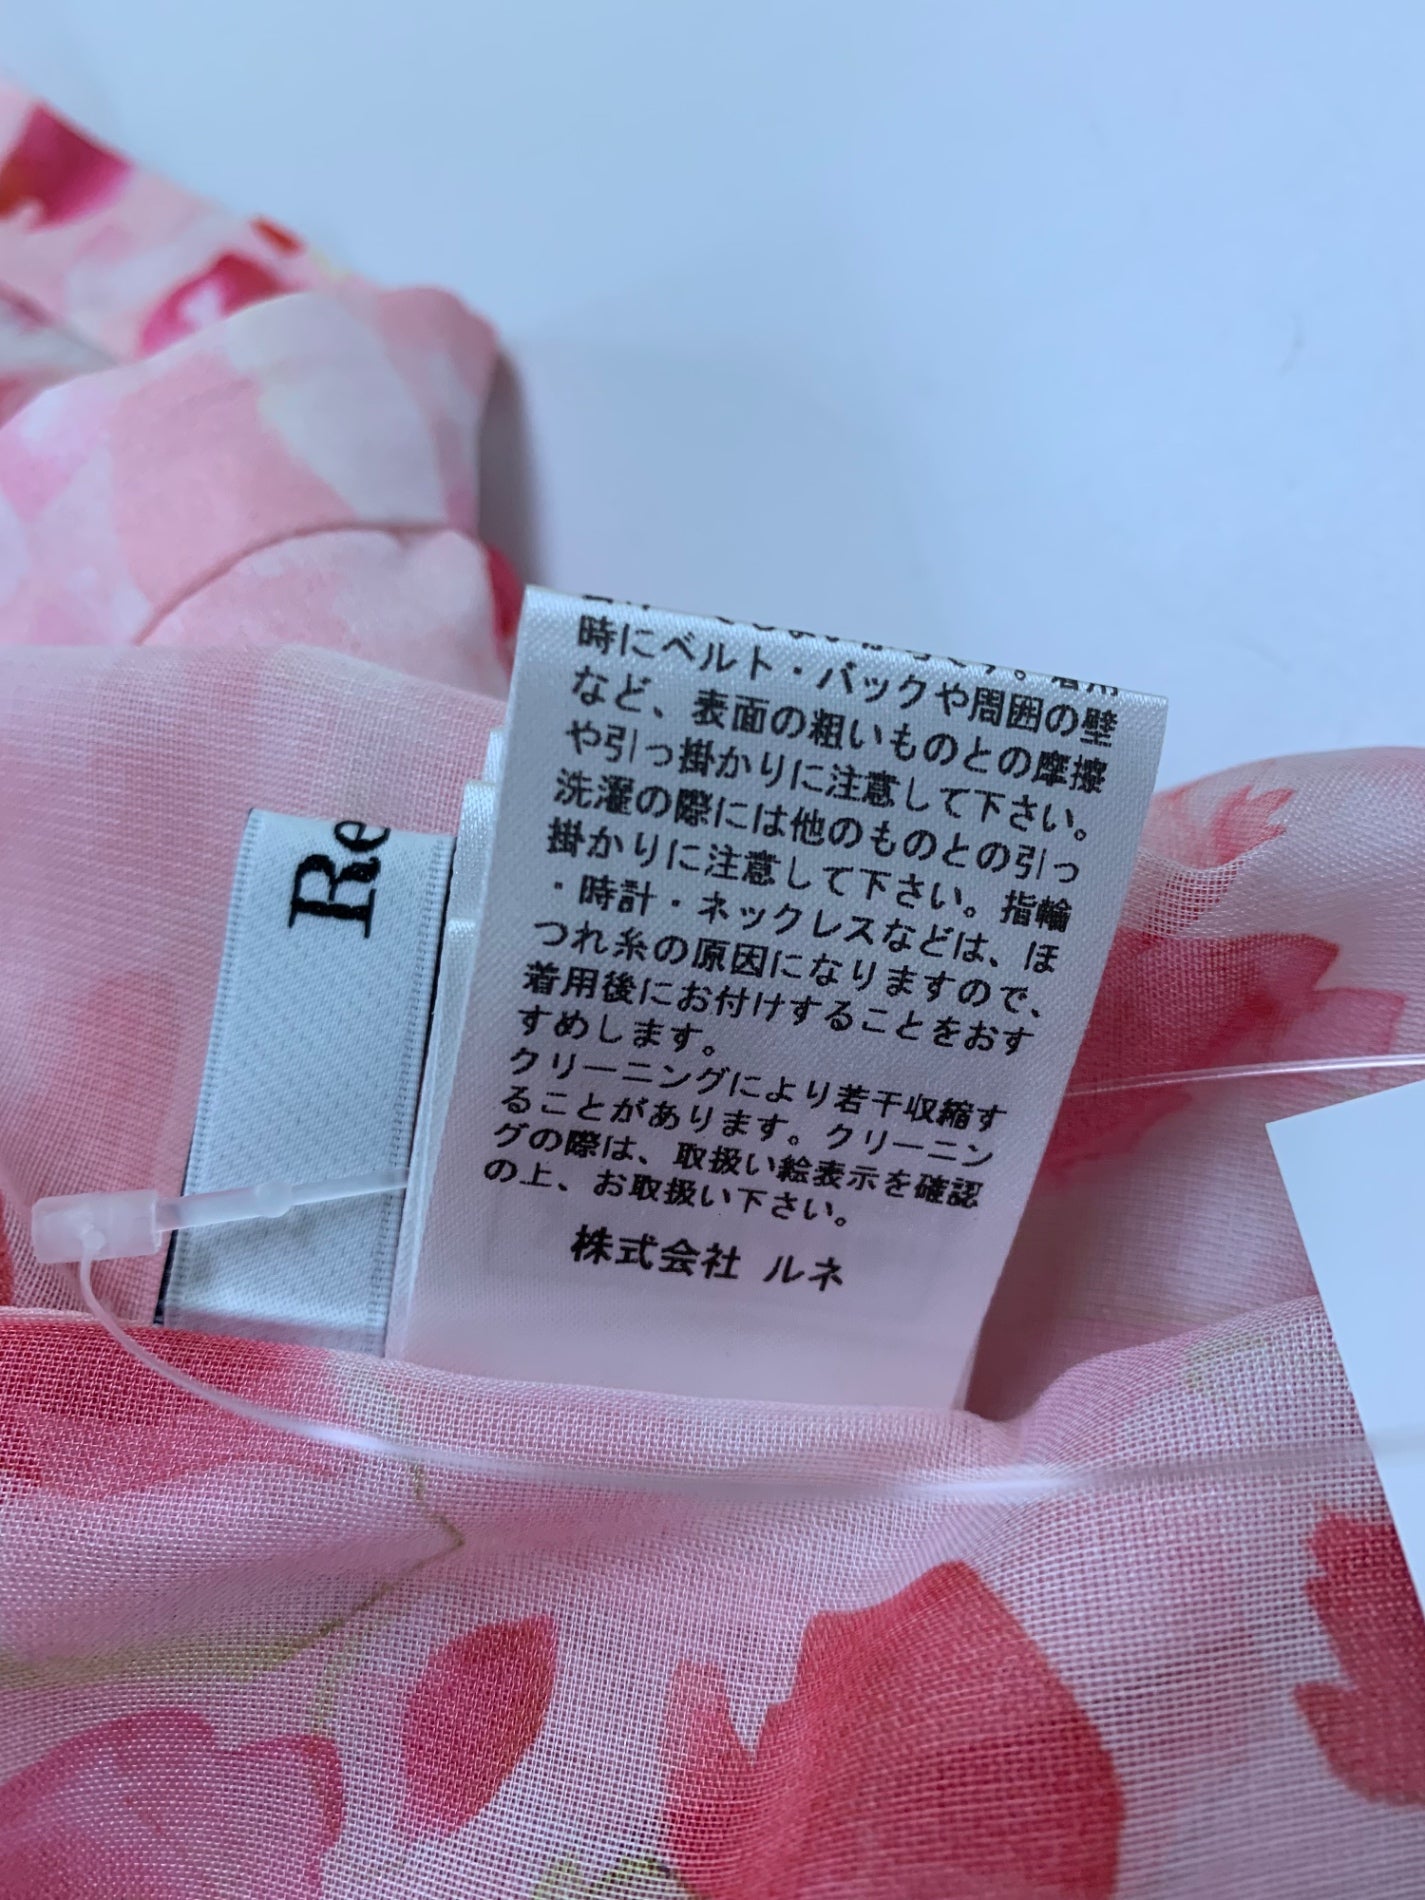 時にベルト・バックや周囲の壁
など、表面の粗いものとの摩擦
や引っ掛かりに注意して下さい。
洗濯の際には他のものとの引っ
掛かりに注意して下さい。指輪
・時計・ネックレスなどは、ほ
つれ糸の原因になりますので、
着用後にお付けすることをおす
すめします。
クリーニングにより若干収縮す
ることがあります。クリーニン
グの際は、取扱い絵表示を確認
の上、お取扱い下さい。
株式会社 ルネ
Re